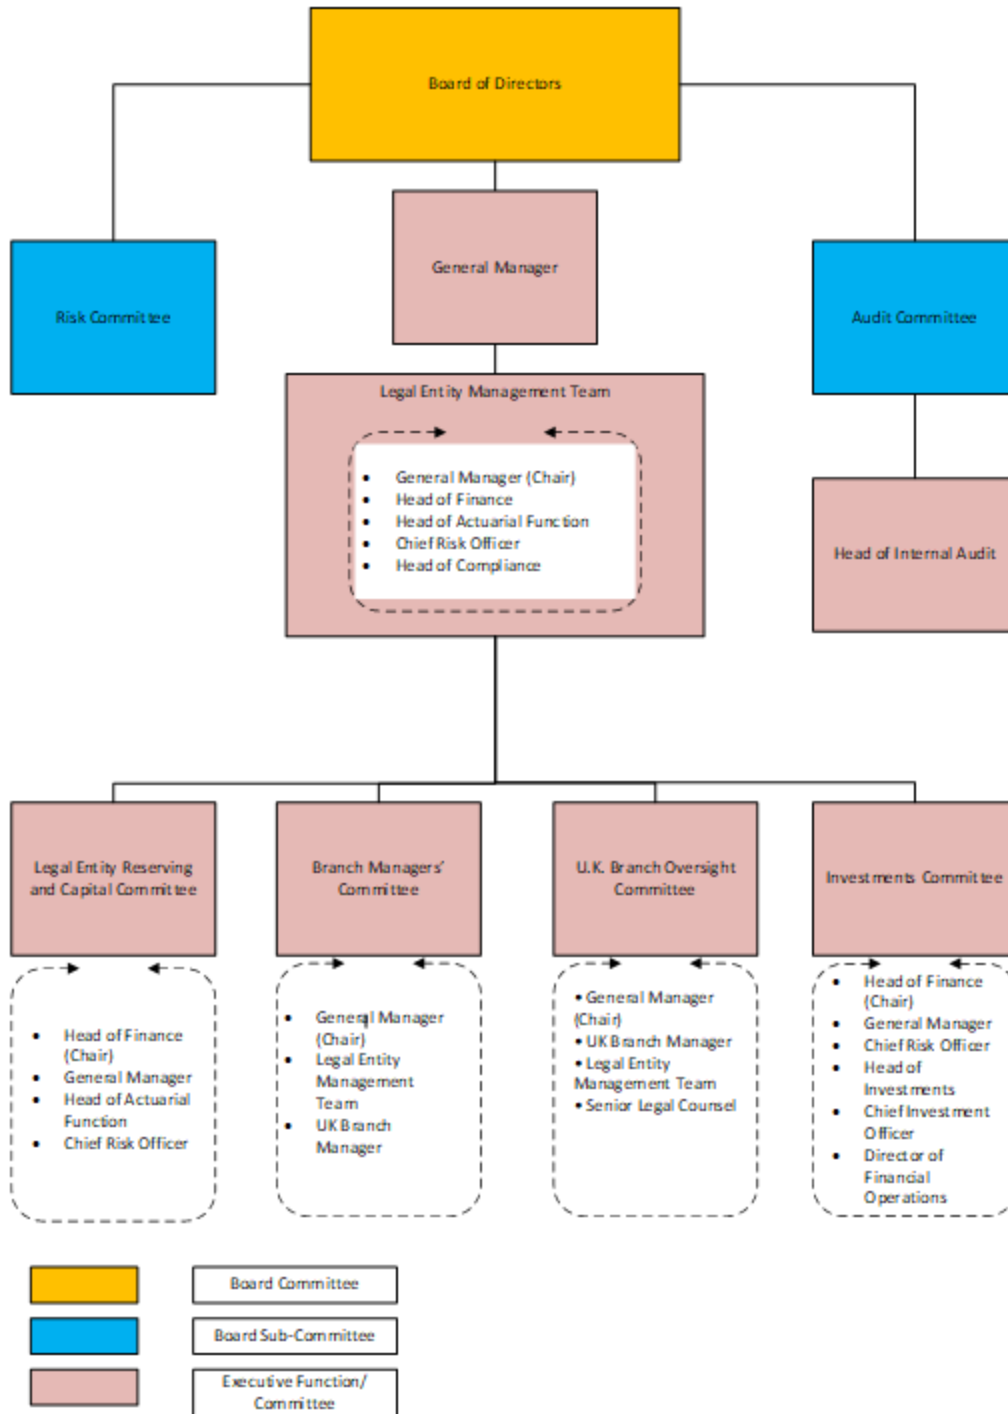 Board of Directors
General Manager
Risk Committee
Audit Committee
Legal Entity Management Team
• General Manager (Chair)
• Head of Finance
• Head of Actuarial Function
• Chief Risk Officer
• Head of Compliance
Head of Internal Audit
Legal Entity Reserving
and Capital Committee
Branch Managers’
Committee
U.K. Branch Oversight
Committee
Investments Committee
• Head of Finance
(Chair)
• General Manager
• Head of Actuarial
Function
• Chief Risk Officer
• General Manager
(Chair)
• Legal Entity
Management
Team
• UK Branch
Manager
• General Manager
(Chair)
• UK Branch Manager
• Legal Entity
Management Team
• Senior Legal Counsel
• Head of Finance
(Chair)
• General Manager
• Chief Risk Officer
• Head of
Investments
• Chief Investment
Officer
• Director of
Financial
Operations
Board Committee
Board Sub-Committee
Executive Function/
Committee